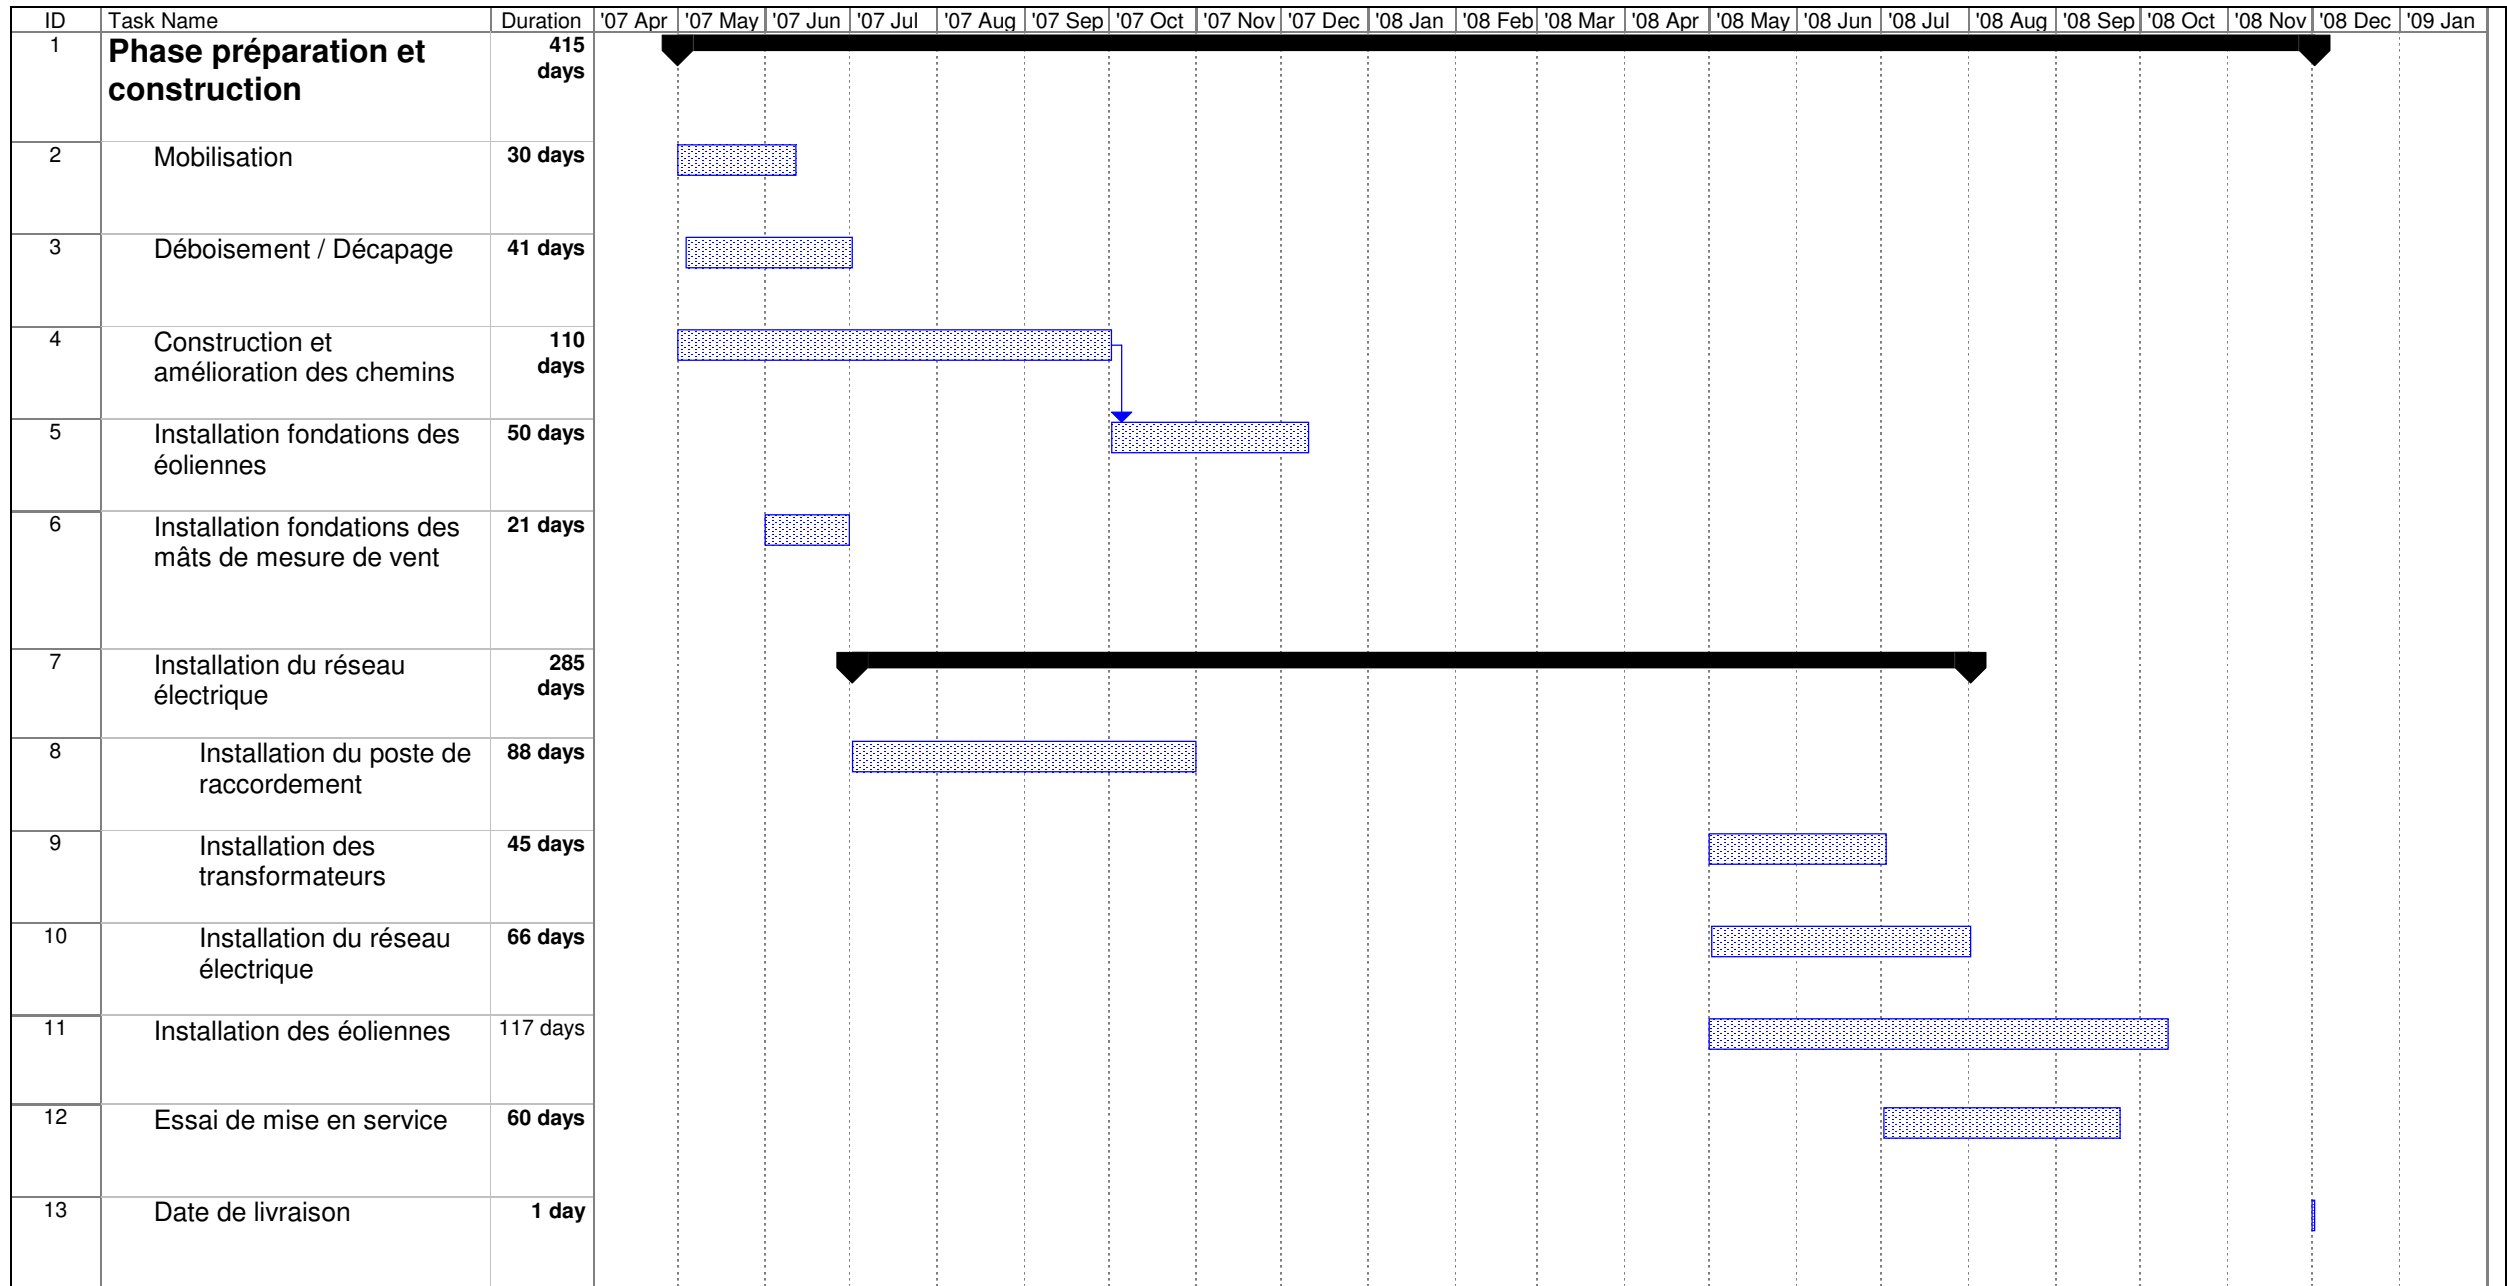 ID Task Name Duration '07 Apr '07 May '07 Jun '07 Jul '07 Aug '07 Sep '07 Oct '07 Nov '07 Dec '08 Jan '08 Feb '08 Mar '08 Apr '08 May '08 Jun '08 Jul '08 Aug '08 Sep '08 Oct '08 Nov '08 Dec '09 Jan
1 Phase préparation et 415
construction days
2 Mobilisation 30 days
3 Déboisement / Décapage 41 days
4 Construction et 110
amélioration des chemins days
5 Installation fondations des 50 days
éoliennes
6 Installation fondations des 21 days
mâts de mesure de vent
7 Installation du réseau 285
électrique days
8 Installation du poste de 88 days
raccordement
9 Installation des 45 days
transformateurs
10 Installation du réseau 66 days
électrique
11 Installation des éoliennes 117 days
12 Essai de mise en service 60 days
13 Date de livraison 1 day